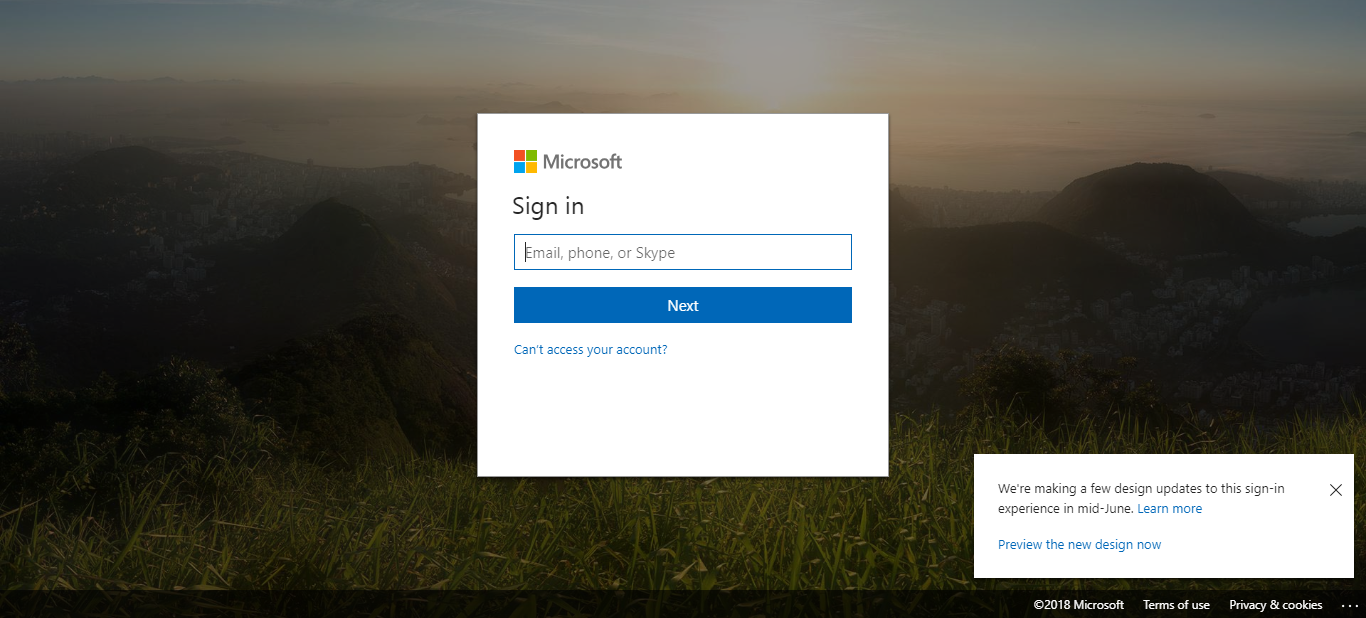 Microsoft
Sign in
Email, phone, or Skype
Next
Can't access your account?
We're making a few design updates to this sign-in
experience in mid-June. Learn more
Preview the new design now
©2018 Microsoft Terms of use Privacy & cookies ...